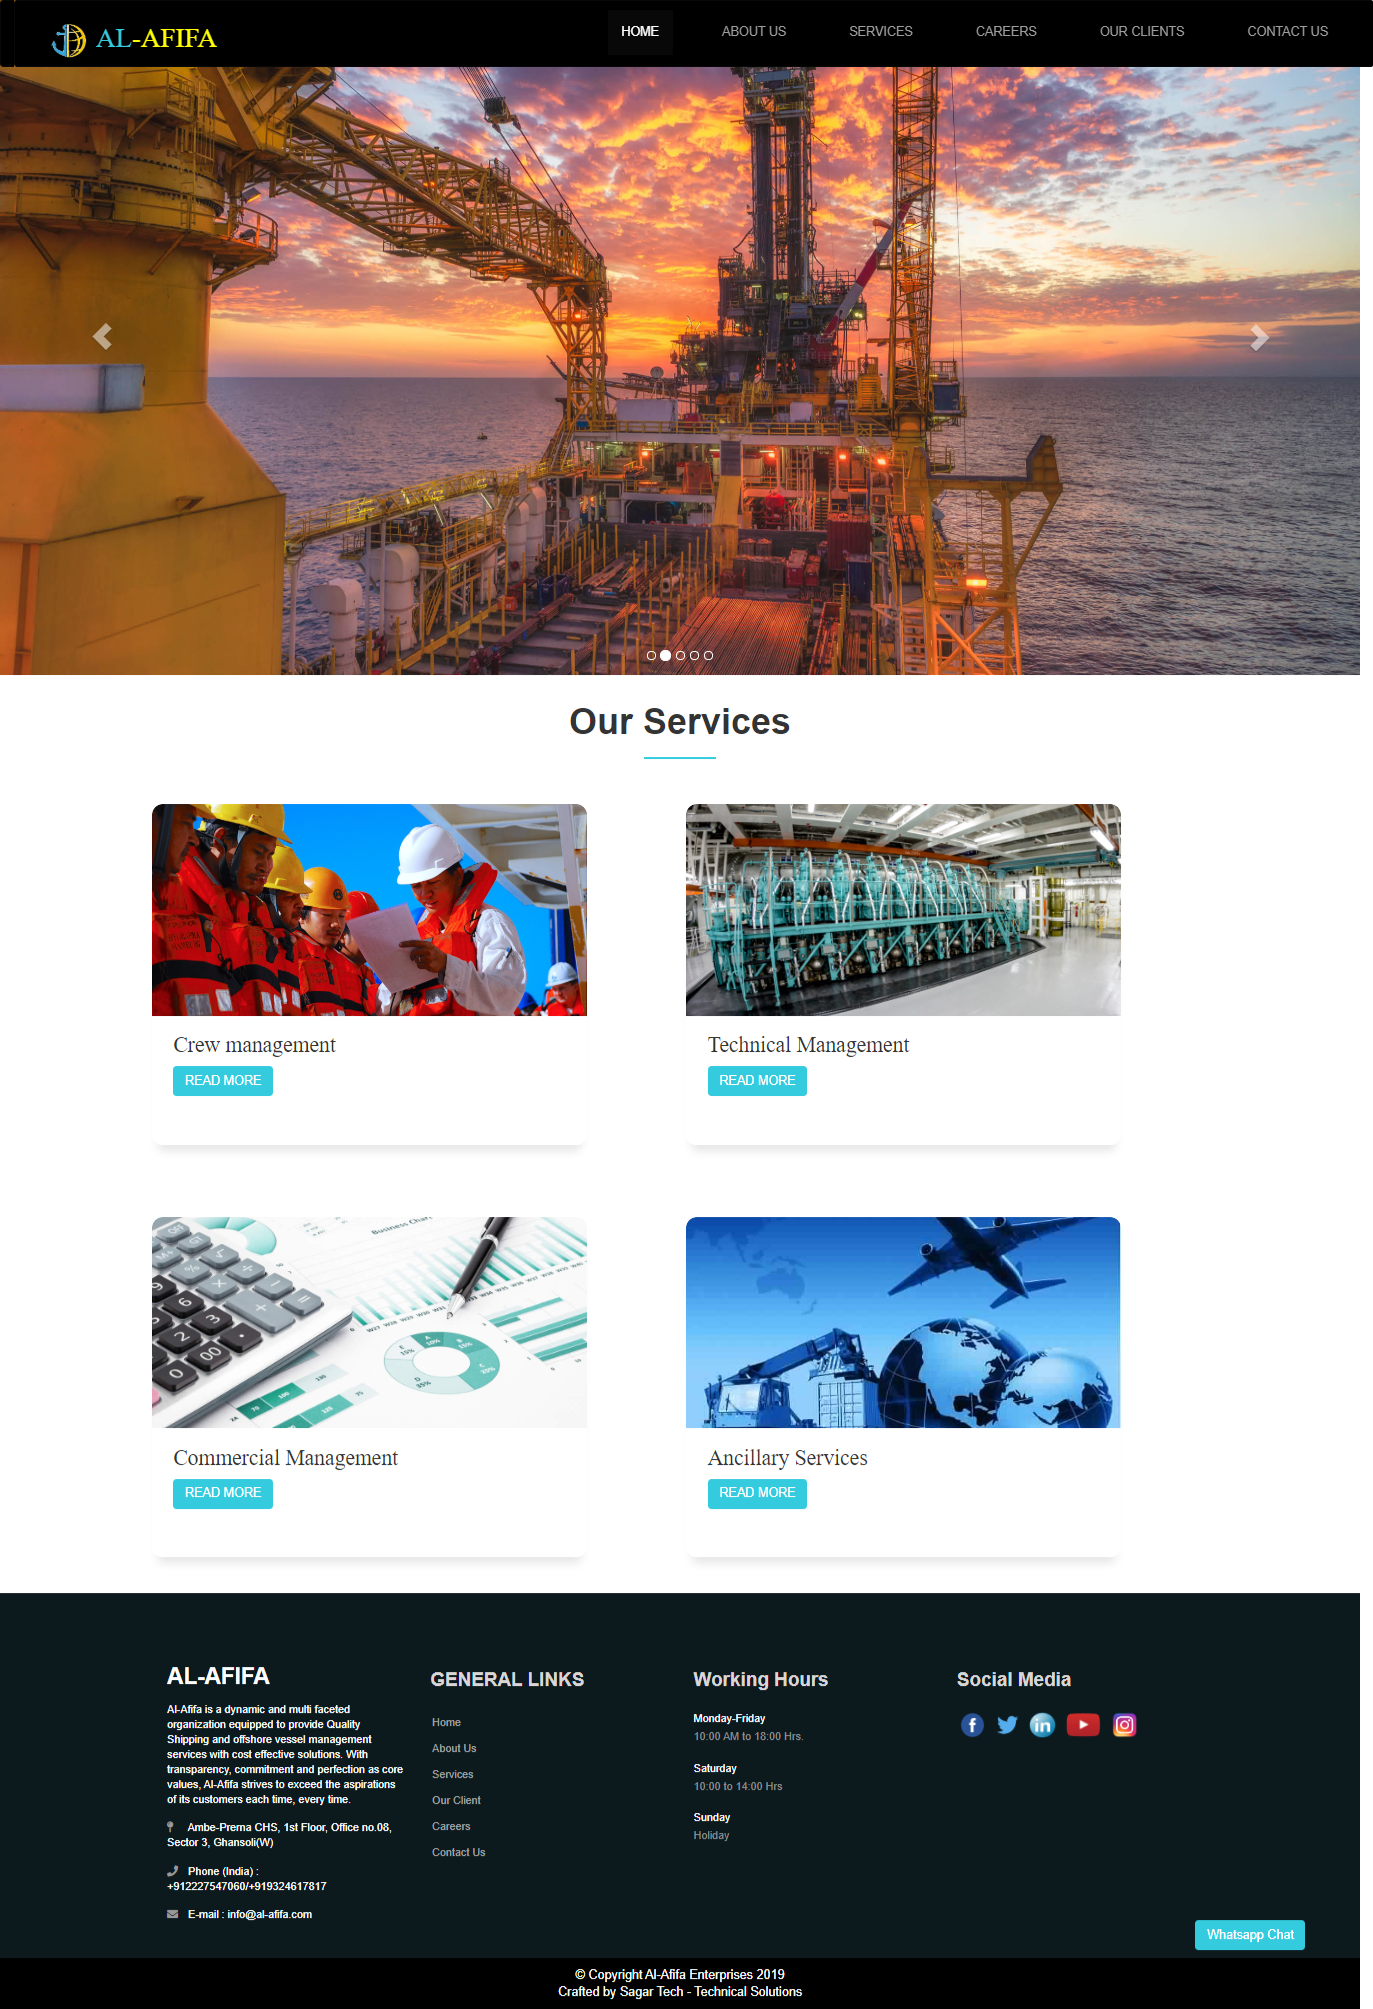 AL-AFIFA
HOME
ABOUT US
SERVICES
CAREERS
OUR CLIENTS
CONTACT US
Our Services
Crew management
READ MORE
Technical Management
READ MORE
Business Chart
Commercial Management
READ MORE
Ancillary Services
READ MORE
AL-AFIFA
Al-Afifa is a dynamic and multi faceted
organization equipped to provide Quality
Shipping and offshore vessel management
services with cost effective solutions. With
transparency, commitment and perfection as core
values, Al-Afifa strives to exceed the aspirations
of its customers each time, every time.
Ambe-Prerna CHS, 1st Floor, Office no.08,
Sector 3, Ghansoli(W)
Phone (India) :
+912227547060/+919324617817
E-mail : info@al-afifa.com
GENERAL LINKS
Home
About Us
Services
Our Client
Careers
Contact Us
Working Hours
Monday-Friday
10:00 AM to 18:00 Hrs.
Saturday
10:00 to 14:00 Hrs
Sunday
Holiday
Social Media
Whatsapp Chat
© Copyright Al-Afifa Enterprises 2019
Crafted by Sagar Tech - Technical Solutions